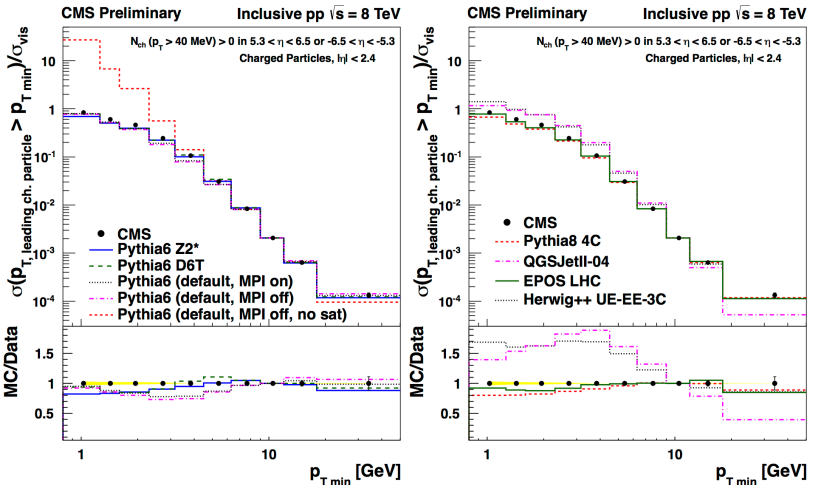 CMS Preliminary Inclusive pp √s = 8 TeV
σ(p_T, leading ch. particle > p_T min)/σ_vis
N_ch (p_T > 40 MeV) > 0 in 5.3 < η < 6.5 or -6.5 < η < -5.3
Charged Particles, |η| < 2.4
10
1
10^-1
10^-2
10^-3
10^-4
CMS
Pythia6 Z2*
Pythia6 D6T
Pythia6 (default, MPI on)
Pythia6 (default, MPI off)
Pythia6 (default, MPI off, no sat)
MC/Data
1.5
1
0.5
1 10
p_T min [GeV]
CMS Preliminary Inclusive pp √s = 8 TeV
σ(p_T, leading ch. particle > p_T min)/σ_vis
N_ch (p_T > 40 MeV) > 0 in 5.3 < η < 6.5 or -6.5 < η < -5.3
Charged Particles, |η| < 2.4
10
1
10^-1
10^-2
10^-3
10^-4
CMS
Pythia8 4C
QGSJetII-04
EPOS LHC
Herwig++ UE-EE-3C
MC/Data
1.5
1
0.5
1 10
p_T min [GeV]